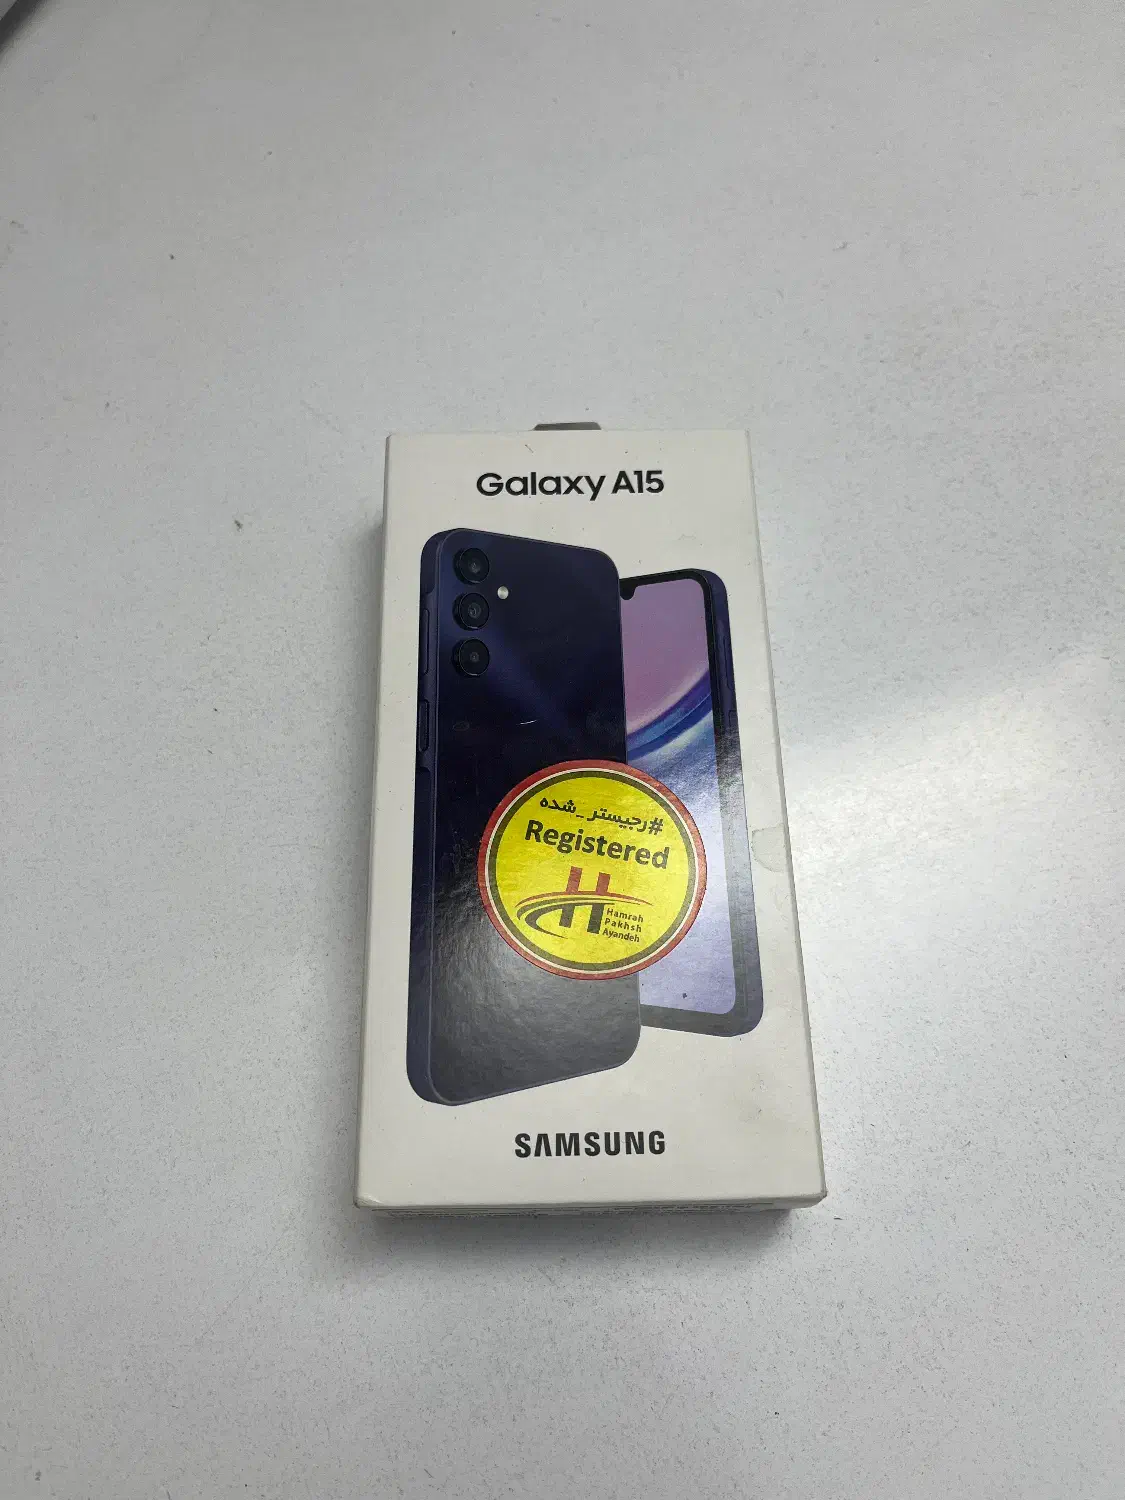 Galaxy A15
#رجیستر_شده
Registered
Hamrah
Pakhsh
Ayandeh
SAMSUNG